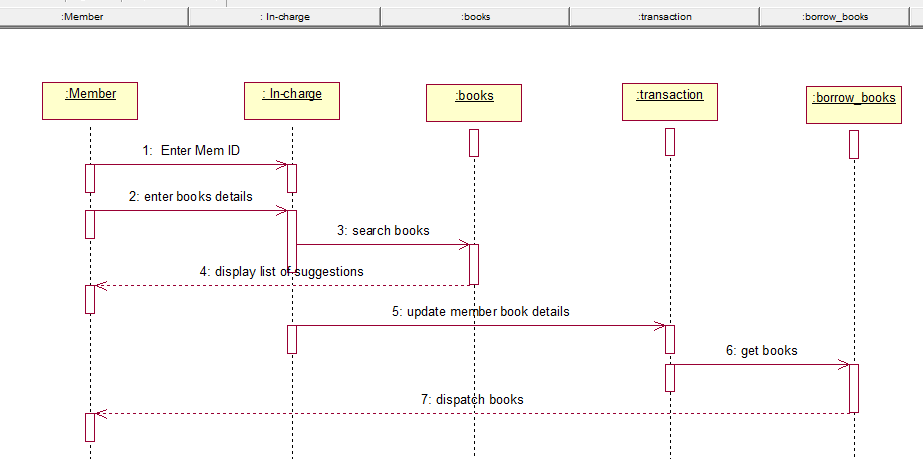 :Member : In-charge :books :transaction :borrow_books
:Member : In-charge :books :transaction :borrow_books
1: Enter Mem ID
2: enter books details
3: search books
4: display list of suggestions
5: update member book details
6: get books
7: dispatch books